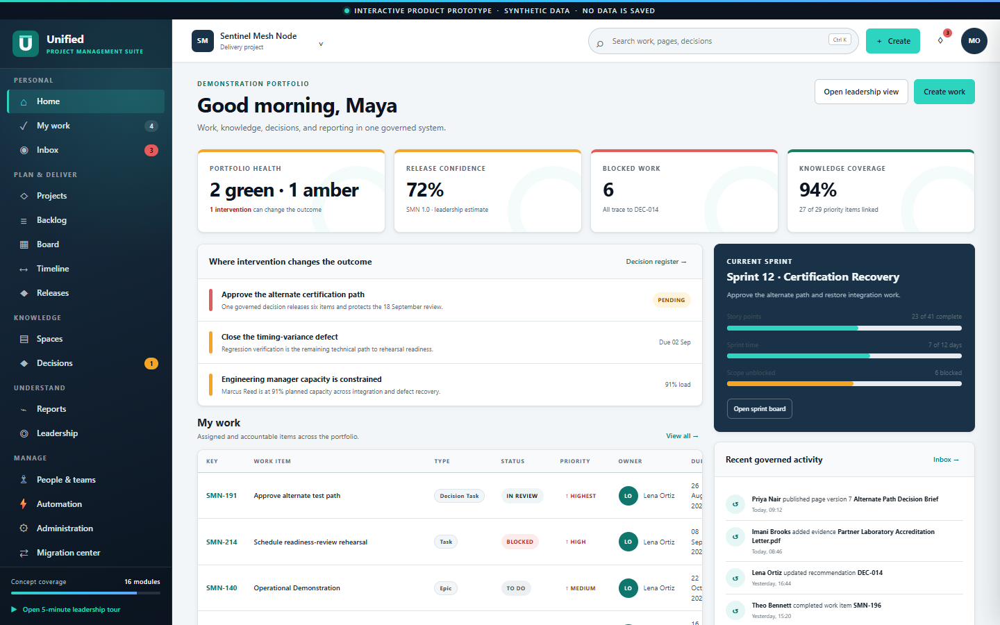 INTERACTIVE PRODUCT PROTOTYPE · SYNTHETIC DATA · NO DATA IS SAVED
Unified
PROJECT MANAGEMENT SUITE
PERSONAL
Home
My work 4
Inbox 3
PLAN & DELIVER
Projects
Backlog
Board
Timeline
Releases
KNOWLEDGE
Spaces
Decisions 1
UNDERSTAND
Reports
Leadership
MANAGE
People & teams
Automation
Administration
Migration center
Concept coverage 16 modules
Open 5-minute leadership tour
SM
Sentinel Mesh Node
Delivery project
Search work, pages, decisions
Ctrl K
+ Create
3
MO
DEMONSTRATION PORTFOLIO
Good morning, Maya
Work, knowledge, decisions, and reporting in one governed system.
Open leadership view
Create work
PORTFOLIO HEALTH
2 green · 1 amber
1 intervention can change the outcome
RELEASE CONFIDENCE
72%
SMN 1.0 · leadership estimate
BLOCKED WORK
6
All trace to DEC-014
KNOWLEDGE COVERAGE
94%
27 of 29 priority items linked
Where intervention changes the outcome
Decision register →
Approve the alternate certification path
One governed decision releases six items and protects the 18 September review.
PENDING
Close the timing-variance defect
Regression verification is the remaining technical path to rehearsal readiness.
Due 02 Sep
Engineering manager capacity is constrained
Marcus Reed is at 91% planned capacity across integration and defect recovery.
91% load
My work
Assigned and accountable items across the portfolio.
View all →
KEY WORK ITEM TYPE STATUS PRIORITY OWNER DUE
SMN-191 Approve alternate test path Decision Task IN REVIEW ↑ HIGHEST LO Lena Ortiz 26
Aug
202
SMN-214 Schedule readiness-review rehearsal Task BLOCKED ↑ HIGH LO Lena Ortiz 08
Sep
202
SMN-140 Operational Demonstration Epic TO DO ↑ MEDIUM LO Lena Ortiz 22
Oct
202
16
CURRENT SPRINT
Sprint 12 · Certification Recovery
Approve the alternate path and restore integration work.
Story points 23 of 41 complete
Sprint time 7 of 12 days
Scope unblocked 6 blocked
Open sprint board
Recent governed activity
Inbox →
Priya Nair published page version 7 Alternate Path Decision Brief
Today, 09:12
Imani Brooks added evidence Partner Laboratory Accreditation
Letter.pdf
Today, 08:46
Lena Ortiz updated recommendation DEC-014
Yesterday, 16:44
Theo Bennett completed work item SMN-196
Yesterday, 15:20